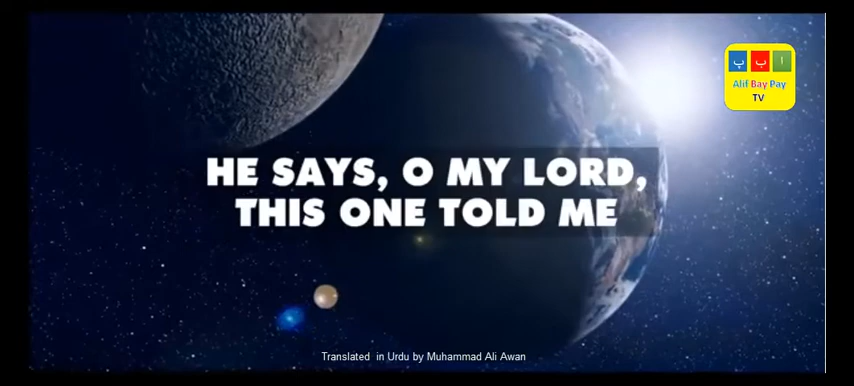 پ ب ا
Alif Bay Pay
TV
HE SAYS, O MY LORD,
THIS ONE TOLD ME
Translated in Urdu by Muhammad Ali Awan